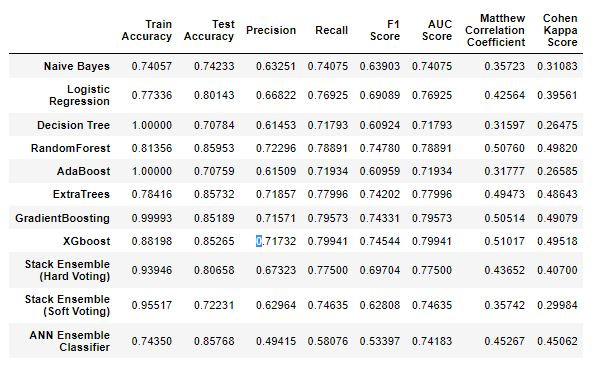 Train Accuracy Test Accuracy Precision Recall F1 Score AUC Score Matthew Correlation Coefficient Cohen Kappa Score
Naive Bayes 0.74057 0.74233 0.63251 0.74075 0.63903 0.74075 0.35723 0.31083
Logistic Regression 0.77336 0.80143 0.66822 0.76925 0.69089 0.76925 0.42564 0.39561
Decision Tree 1.00000 0.70784 0.61453 0.71793 0.60924 0.71793 0.31597 0.26475
RandomForest 0.81356 0.85953 0.72296 0.78891 0.74780 0.78891 0.50760 0.49820
AdaBoost 1.00000 0.70759 0.61509 0.71934 0.60959 0.71934 0.31777 0.26585
ExtraTrees 0.78416 0.85732 0.71857 0.77996 0.74202 0.77996 0.49473 0.48643
GradientBoosting 0.99993 0.85189 0.71571 0.79573 0.74331 0.79573 0.50514 0.49079
XGboost 0.88198 0.85265 0.71732 0.79941 0.74544 0.79941 0.51017 0.49518
Stack Ensemble (Hard Voting) 0.93946 0.80658 0.67323 0.77500 0.69704 0.77500 0.43652 0.40700
Stack Ensemble (Soft Voting) 0.95517 0.72231 0.62964 0.74635 0.62808 0.74635 0.35742 0.29984
ANN Ensemble Classifier 0.74350 0.85768 0.49415 0.58076 0.53397 0.74183 0.45267 0.45062